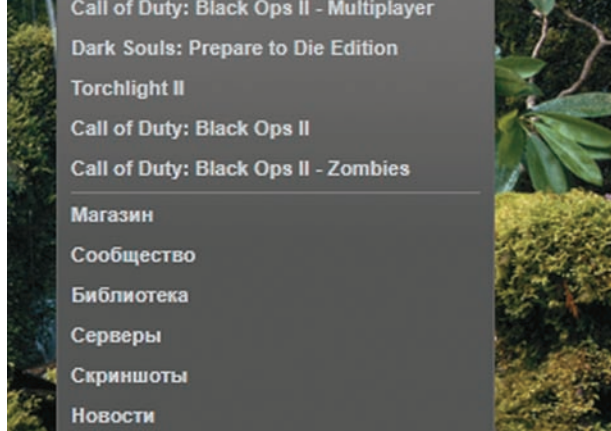 Call of Duty: Black Ops II - Multiplayer
Dark Souls: Prepare to Die Edition
Torchlight II
Call of Duty: Black Ops II
Call of Duty: Black Ops II - Zombies
Магазин
Сообщество
Библиотека
Серверы
Скриншоты
Новости